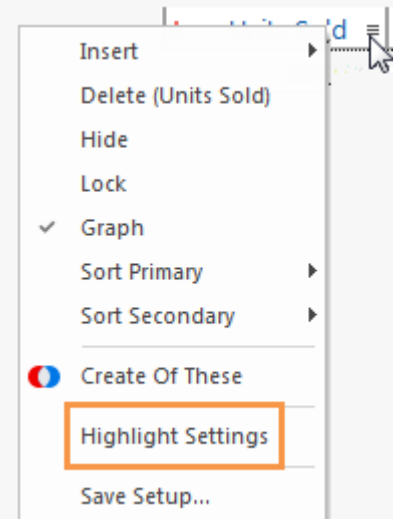 Units Sold
Insert
Delete (Units Sold)
Hide
Lock
Graph
Sort Primary
Sort Secondary
Create Of These
Highlight Settings
Save Setup...